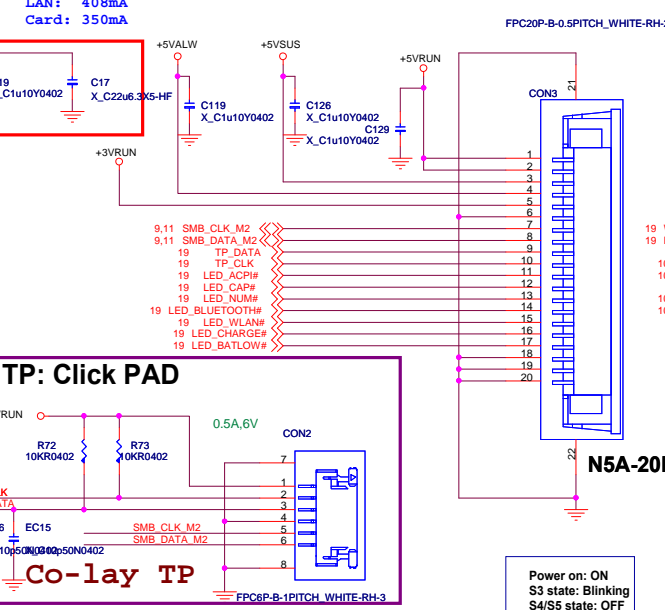 LAN: 408mA
Card: 350mA
FPC20P-B-0.5PITCH_WHITE-RH-
+5VALW
+5VSUS
+5VRUN
C17
X_C22u6.3X5-HF
C1u10Y0402
C119
X_C1u10Y0402
C126
X_C1u10Y0402
C129
X_C1u10Y0402
CON3
21
+3VRUN
1
2
3
4
5
6
7
8
9
10
11
12
13
14
15
16
17
18
19
20
9,11 SMB_CLK_M2
9,11 SMB_DATA_M2
19 TP_DATA
19 TP_CLK
19 LED_ACPI#
19 LED_CAP#
19 LED_NUM#
19 LED_BLUETOOTH#
19 LED_WLAN#
19 LED_CHARGE#
19 LED_BATLOW#
19
19
22
N5A-20
TP: Click PAD
RUN
0.5A,6V
CON2
R72
10KR0402
R73
10KR0402
7
1
2
3
4
5
6
8
EC15
SMB_CLK_M2
SMB_DATA_M2
Co-lay TP
FPC6P-B-1PITCH_WHITE-RH-3
Power on: ON
S3 state: Blinking
S4/S5 state: OFF